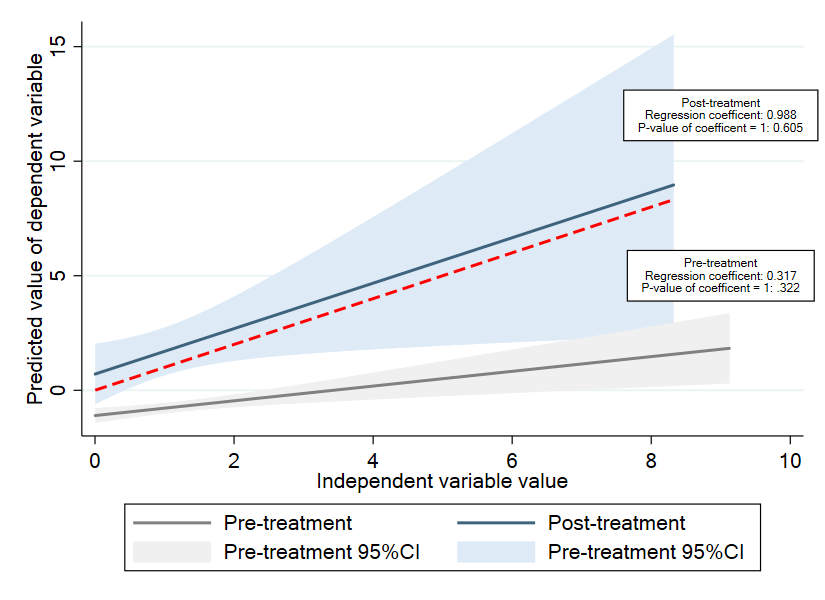 Predicted value of dependent variable
15
10
5
0
Post-treatment
Regression coefficent: 0.988
P-value of coefficent = 1: 0.605
Pre-treatment
Regression coefficent: 0.317
P-value of coefficent = 1: .322
0 2 4 6 8 10
Independent variable value
Pre-treatment Post-treatment
Pre-treatment 95%CI Pre-treatment 95%CI